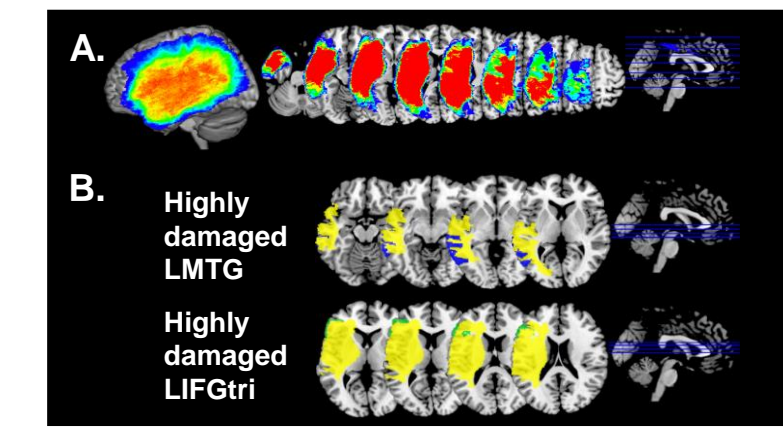 A.
B.
Highly
damaged
LMTG
Highly
damaged
LIFGtri